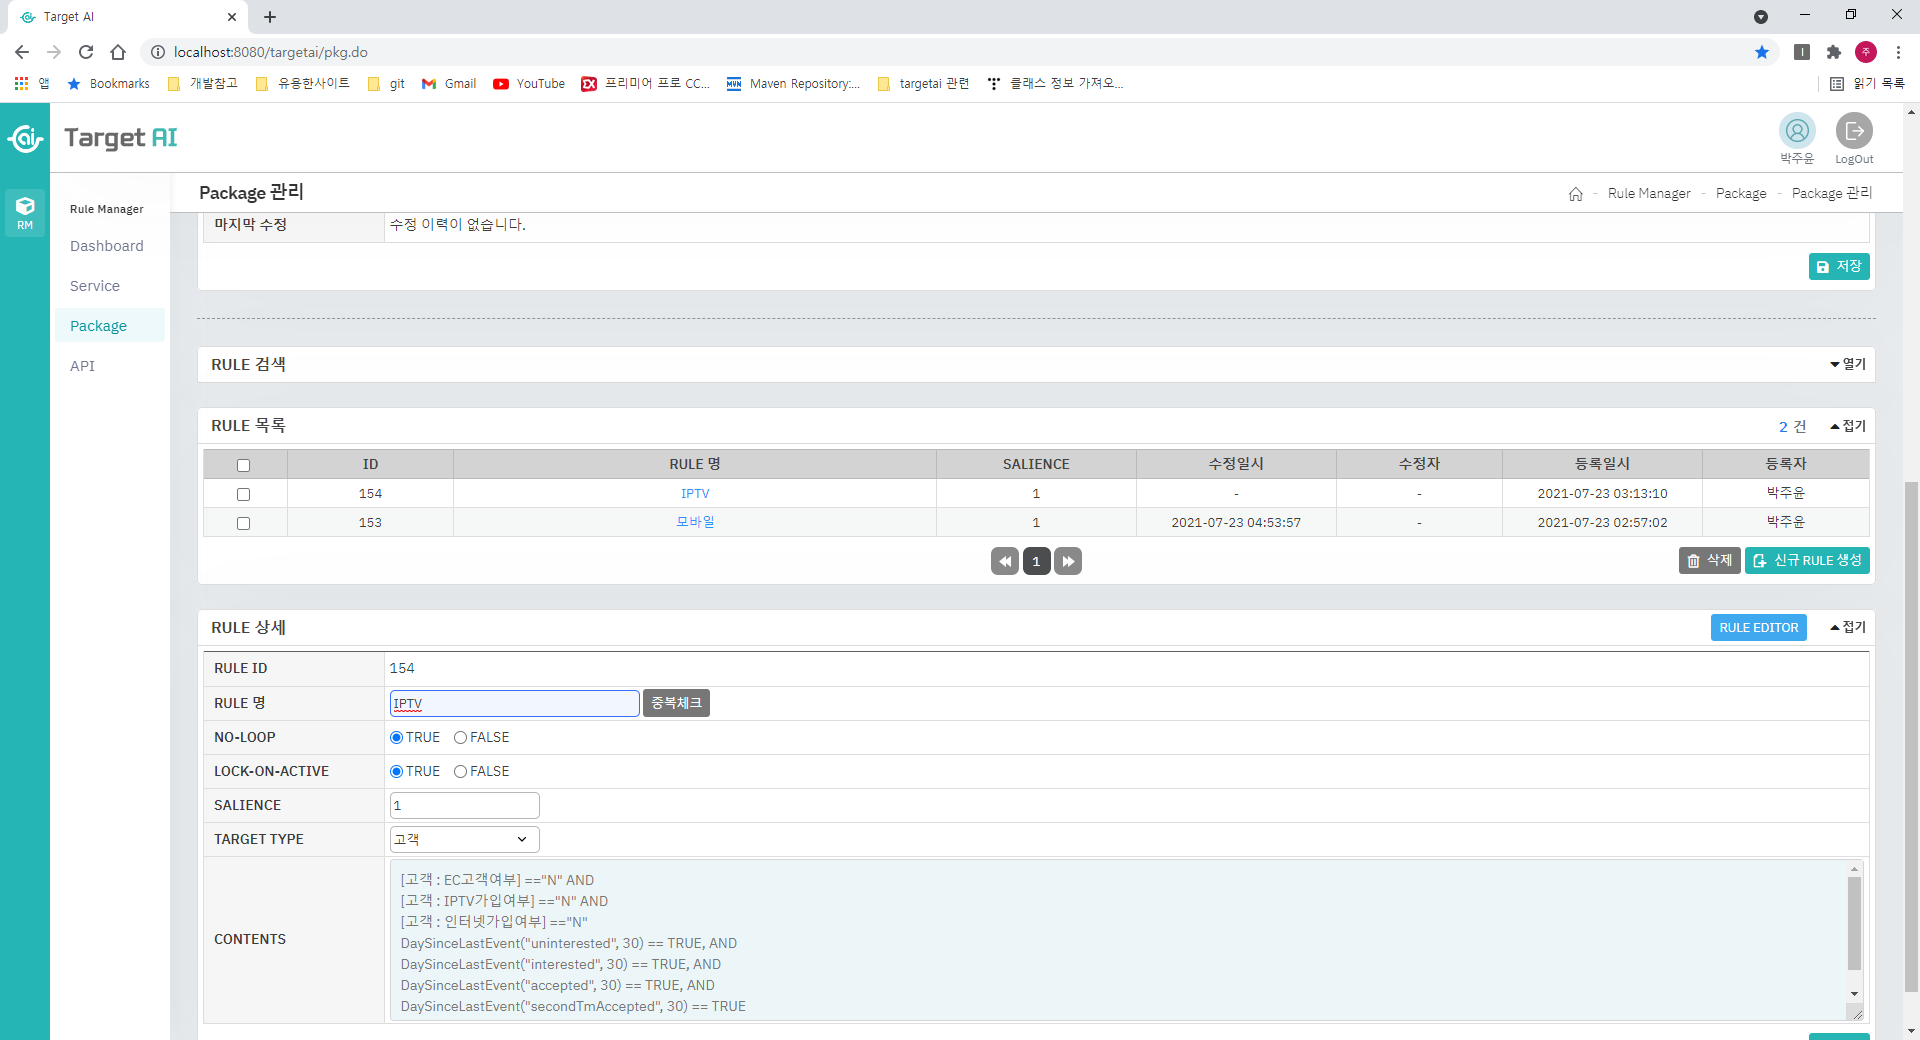 Target AI
localhost:8080/targetai/pkg.do
앱 Bookmarks 개발참고 유용한사이트 git Gmail YouTube 프리미어 프로 CC... Maven Repository:... targetai 관련 클래스 정보 가져오... 읽기 목록
ai Target AI
박주윤 LogOut
Package 관리
Rule Manager - Package - Package 관리
RM
Rule Manager
Dashboard
Service
Package
API
마지막 수정 수정 이력이 없습니다.
저장
RULE 검색 열기
RULE 목록 2 건 접기
ID RULE 명 SALIENCE 수정일시 수정자 등록일시 등록자
154 IPTV 1 - - 2021-07-23 03:13:10 박주윤
153 모바일 1 2021-07-23 04:53:57 - 2021-07-23 02:57:02 박주윤
1
삭제 신규 RULE 생성
RULE 상세 RULE EDITOR 접기
RULE ID 154
RULE 명 IPTV 중복체크
NO-LOOP TRUE FALSE
LOCK-ON-ACTIVE TRUE FALSE
SALIENCE 1
TARGET TYPE 고객
CONTENTS
[고객 : EC고객여부] =="N" AND
[고객 : IPTV가입여부] =="N" AND
[고객 : 인터넷가입여부] =="N"
DaySinceLastEvent("uninterested", 30) == TRUE, AND
DaySinceLastEvent("interested", 30) == TRUE, AND
DaySinceLastEvent("accepted", 30) == TRUE, AND
DaySinceLastEvent("secondTmAccepted", 30) == TRUE